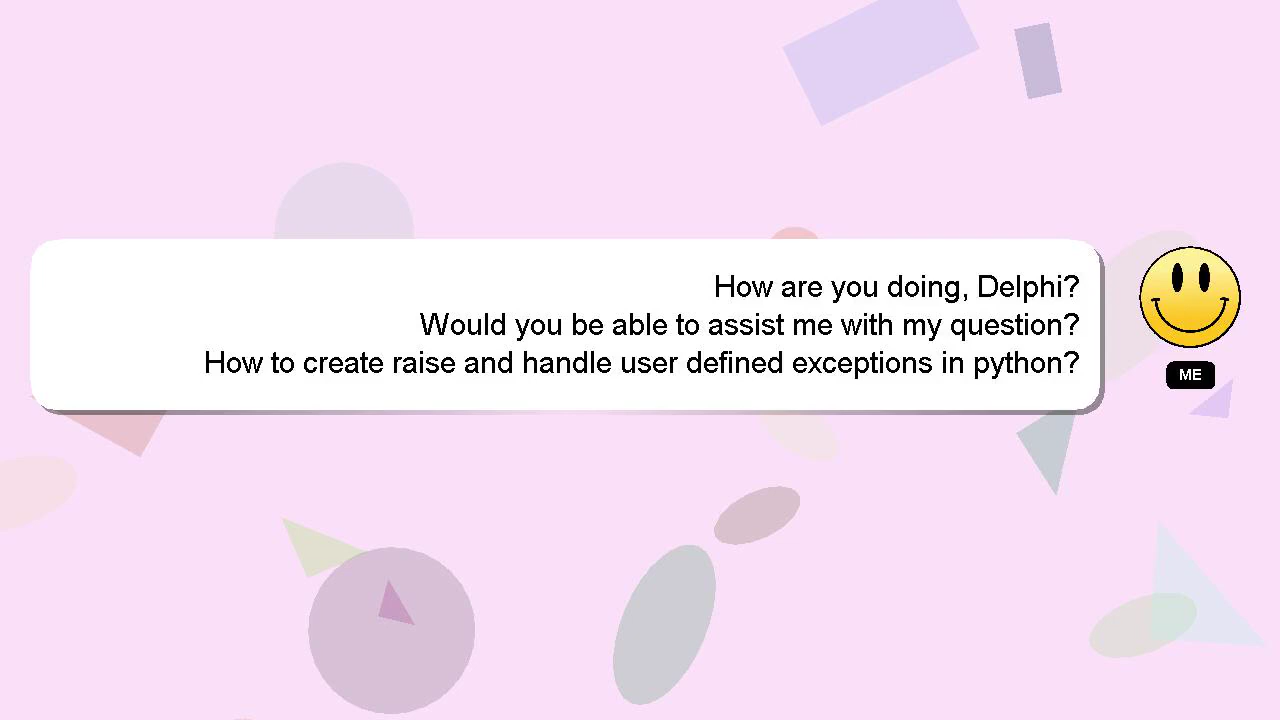 How are you doing, Delphi?
Would you be able to assist me with my question?
How to create raise and handle user defined exceptions in python?
ME